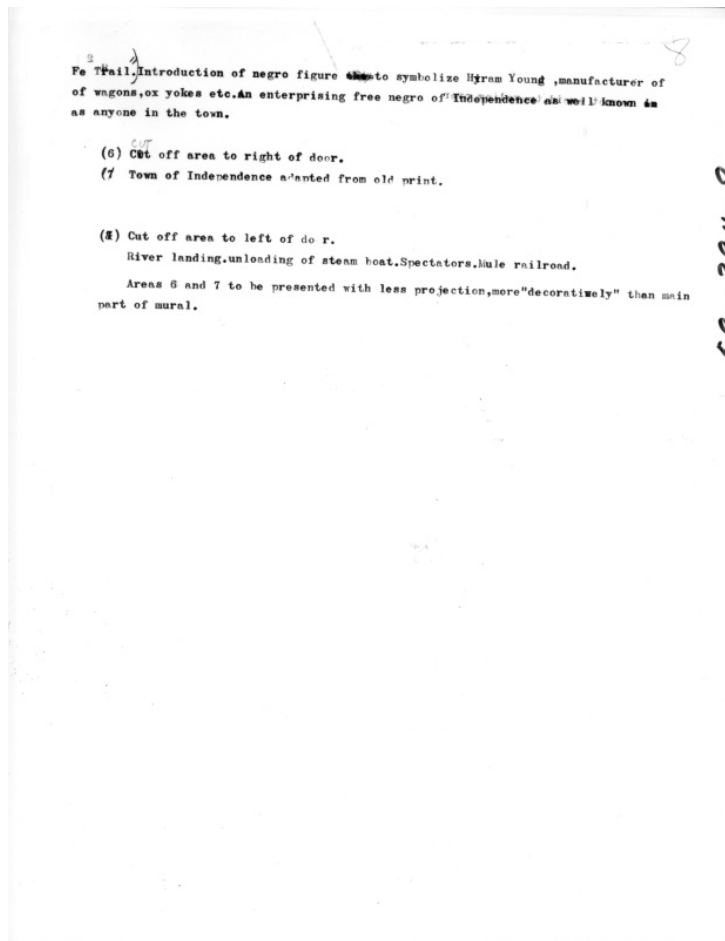 8
Fe Trail.Introduction of negro figure to symbolize Hiram Young ,manufacturer of
of wagons,ox yokes etc.An enterprising free negro of Independence as well known
as anyone in the town.
(6) Cut off area to right of door.
(7 Town of Independence adapted from old print.
( ) Cut off area to left of do r.
River landing.unloading of steam boat.Spectators.Mule railroad.
Areas 6 and 7 to be presented with less projection,more"decoratively" than main
part of mural.